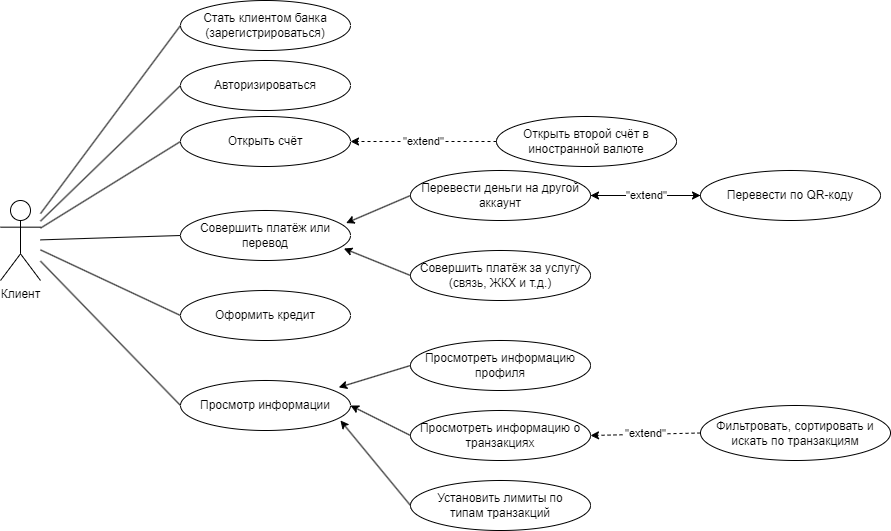 Стать клиентом банка
(зарегистрироваться)
Авторизироваться
Открыть счёт
"extend"
Открыть второй счёт в
иностранной валюте
Перевести деньги на другой
аккаунт
"extend"
Перевести по QR-коду
Совершить платёж или
перевод
Клиент
Совершить платёж за услугу
(связь, ЖКХ и т.д.)
Оформить кредит
Просмотреть информацию
профиля
Просмотр информации
Просмотреть информацию о
транзакциях
"extend"
Фильтровать, сортировать и
искать по транзакциям
Установить лимиты по
типам транзакций